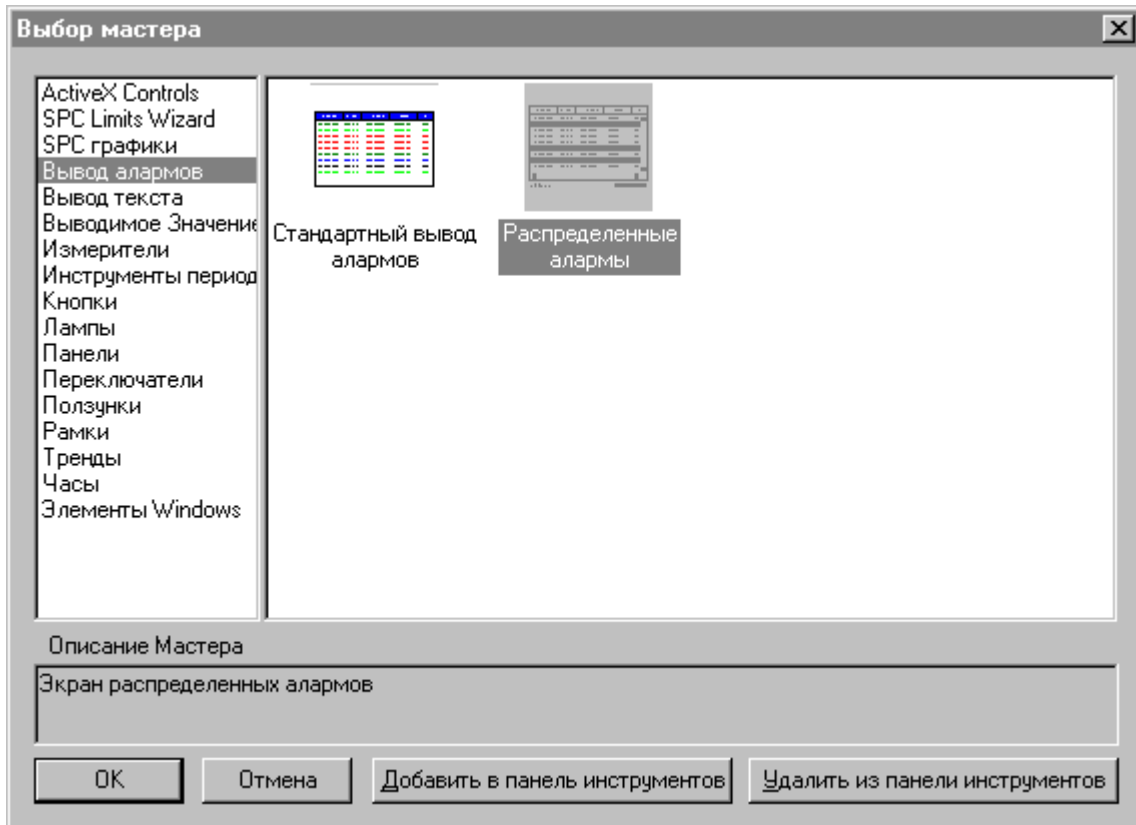 Выбор мастера
ActiveX Controls
SPC Limits Wizard
SPC графики
Вывод алармов
Вывод текста
Выводимое Значение
Измерители
Инструменты период
Кнопки
Лампы
Панели
Переключатели
Ползунки
Рамки
Тренды
Часы
Элементы Windows
Стандартный вывод
алармов
Распределенные
алармы
Описание Мастера
Экран распределенных алармов
OK
Отмена
Добавить в панель инструментов
Удалить из панели инструментов